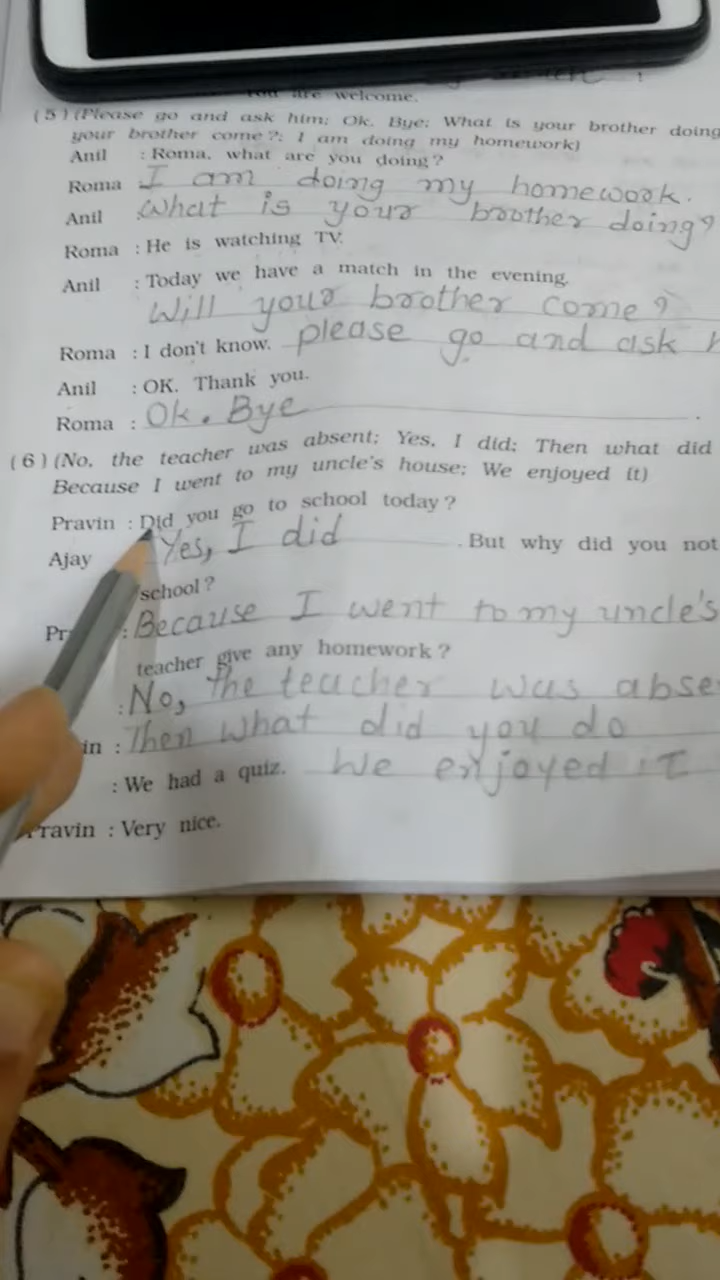 You are welcome.
(5) (Please go and ask him; Ok. Bye; What is your brother doing
your brother come?; I am doing my homework)
Anil : Roma, what are you doing?
Roma I am doing my homework.
Anil What is your brother doing?
Roma : He is watching TV.
Anil : Today we have a match in the evening.
Will your brother come?
Roma : I don't know. please go and ask
Anil : OK. Thank you.
Roma : Ok. Bye .
(6) (No, the teacher was absent; Yes, I did; Then what did
Because I went to my uncle's house; We enjoyed it)
Pravin : Did you go to school today?
Ajay Yes, I did . But why did you not
school?
Pr : Because I went to my uncle's
teacher give any homework?
: No, the teacher was abse
in : Then what did you do
: We had a quiz. We enjoyed it
Pravin : Very nice.